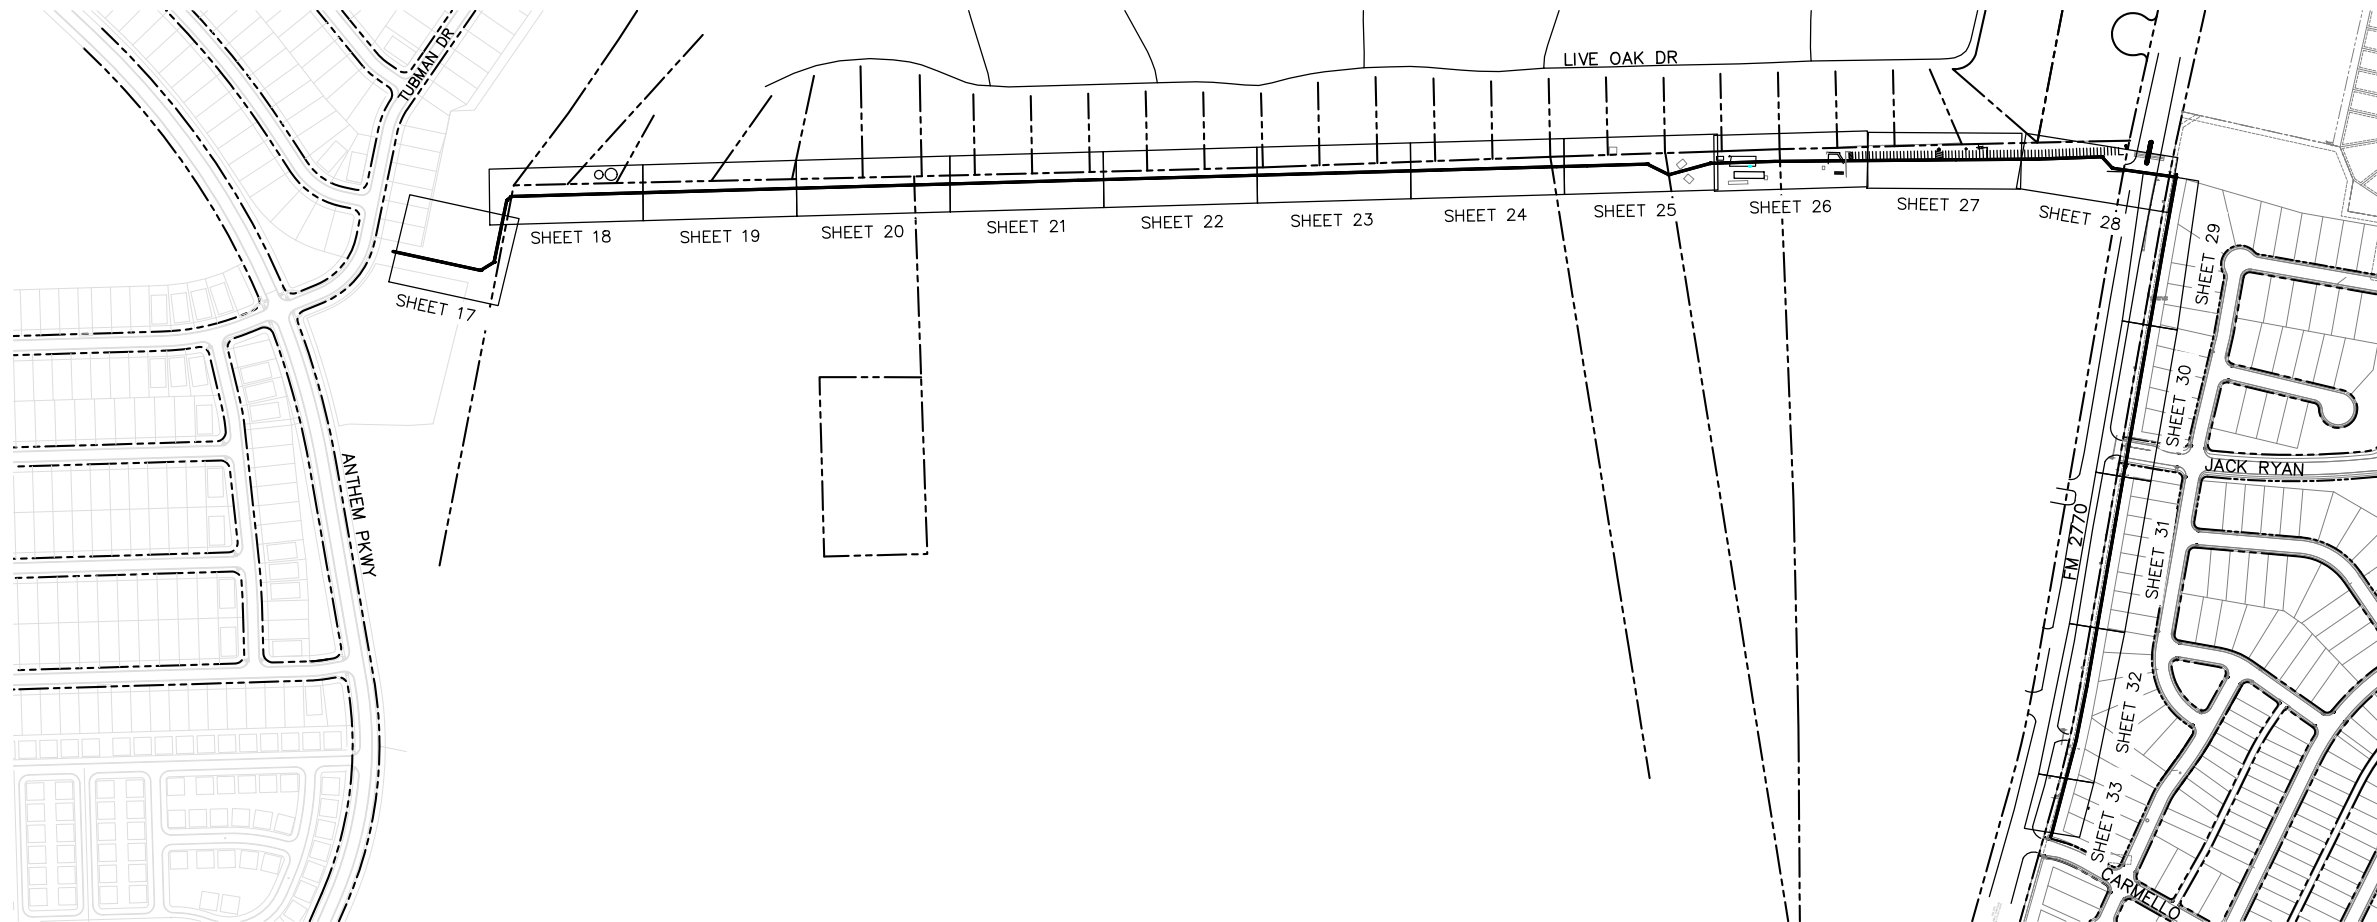 TUBMAN DR
LIVE OAK DR
SHEET 17
SHEET 18
SHEET 19
SHEET 20
SHEET 21
SHEET 22
SHEET 23
SHEET 24
SHEET 25
SHEET 26
SHEET 27
SHEET 28
SHEET 29
SHEET 30
JACK RYAN
ANTHEM PKWY
FM 2770
SHEET 31
SHEET 32
SHEET 33
CARMELLO